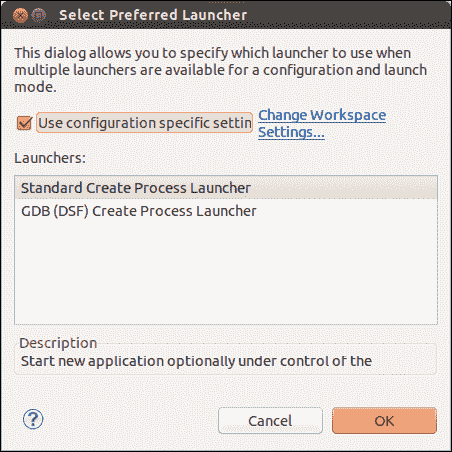 Select Preferred Launcher
This dialog allows you to specify which launcher to use when
multiple launchers are available for a configuration and launch
mode.
Use configuration specific settin
Change Workspace
Settings...
Launchers:
Standard Create Process Launcher
GDB (DSF) Create Process Launcher
Description
Start new application optionally under control of the
?
Cancel
OK